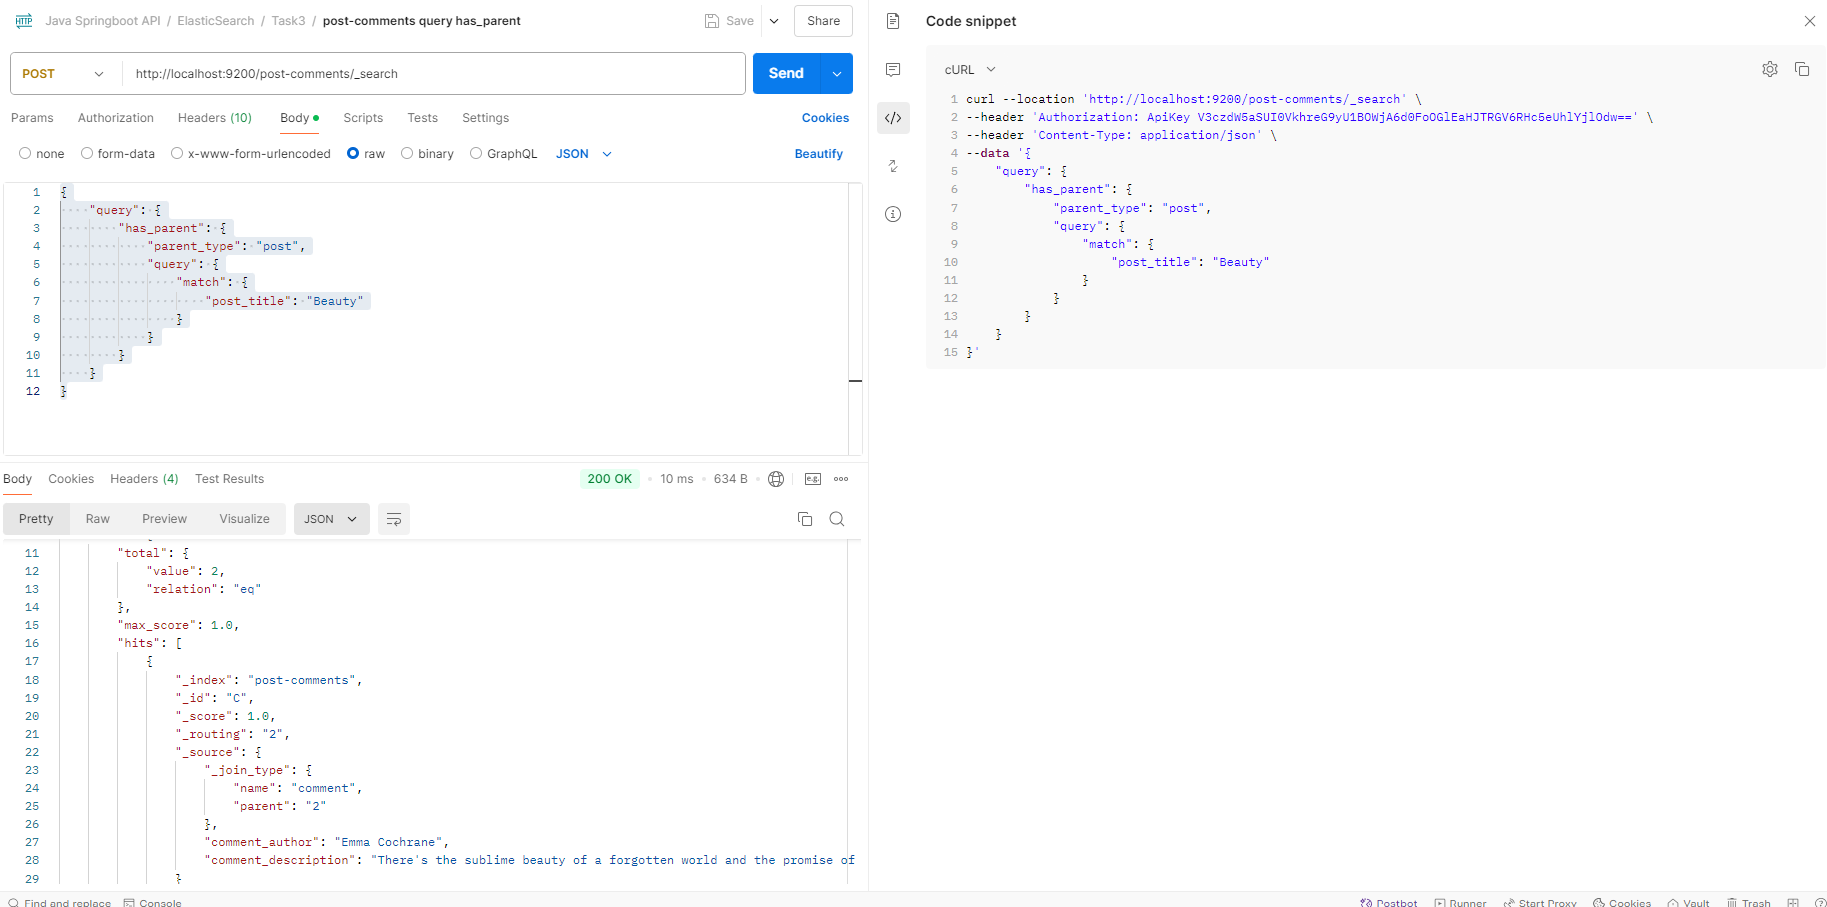 HTTP Java Springboot API / ElasticSearch / Task3 / post-comments query has_parent Save Share
POST http://localhost:9200/post-comments/_search Send
Params Authorization Headers (10) Body Scripts Tests Settings Cookies
none form-data x-www-form-urlencoded raw binary GraphQL JSON Beautify
1 {
2 "query": {
3 "has_parent": {
4 "parent_type": "post",
5 "query": {
6 "match": {
7 "post_title": "Beauty"
8 }
9 }
10 }
11 }
12 }
Body Cookies Headers (4) Test Results 200 OK 10 ms 634 B e.g.
Pretty Raw Preview Visualize JSON
11 "total": {
12 "value": 2,
13 "relation": "eq"
14 },
15 "max_score": 1.0,
16 "hits": [
17 {
18 "_index": "post-comments",
19 "_id": "C",
20 "_score": 1.0,
21 "_routing": "2",
22 "_source": {
23 "_join_type": {
24 "name": "comment",
25 "parent": "2"
26 },
27 "comment_author": "Emma Cochrane",
28 "comment_description": "There's the sublime beauty of a forgotten world and the promise of
29 }
Code snippet
cURL
1 curl --location 'http://localhost:9200/post-comments/_search' \
2 --header 'Authorization: ApiKey V3czdW5aSUI0VkhreG9yU1BOWjA6d0FoOGlEaHJTRGV6RHc5eUhlYjlOdw==' \
3 --header 'Content-Type: application/json' \
4 --data '{
5 "query": {
6 "has_parent": {
7 "parent_type": "post",
8 "query": {
9 "match": {
10 "post_title": "Beauty"
11 }
12 }
13 }
14 }
15 }'
Find and replace Console Postbot Runner Start Proxy Cookies Vault Trash